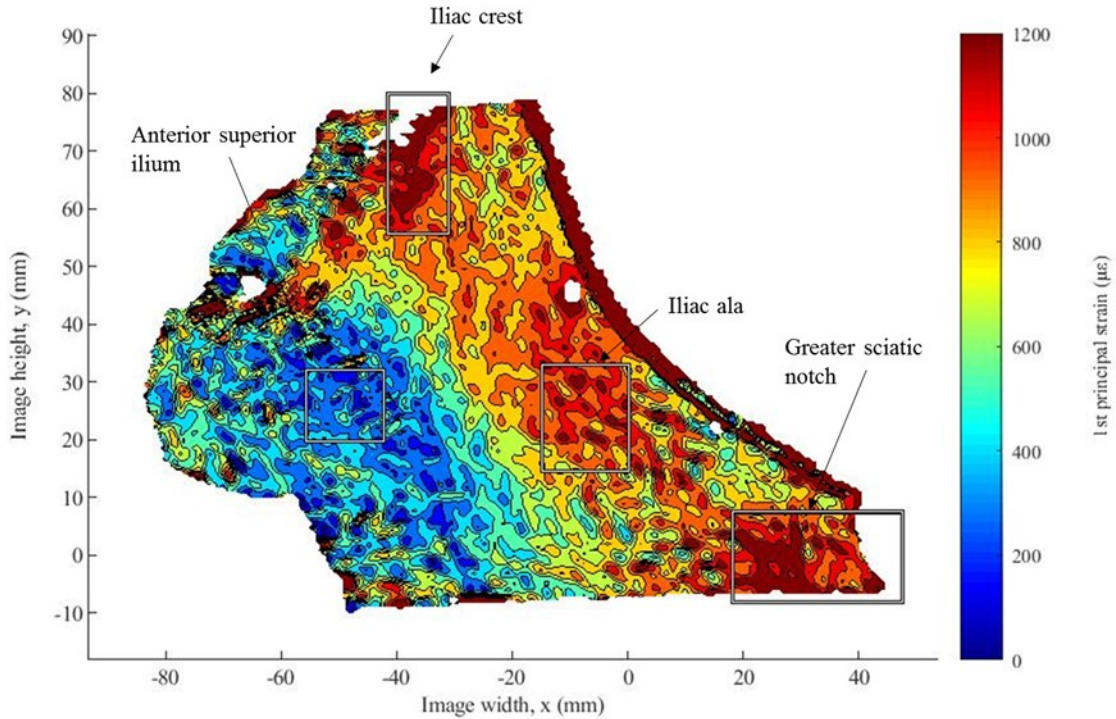 Iliac crest
90
80
70
60
50
40
30
20
10
0
-10
Image height, y (mm)
Anterior superior
ilium
Iliac ala
Greater sciatic
notch
-80
-60
-40
-20
0
20
40
Image width, x (mm)
1200
1000
800
600
400
200
0
1st principal strain (με)